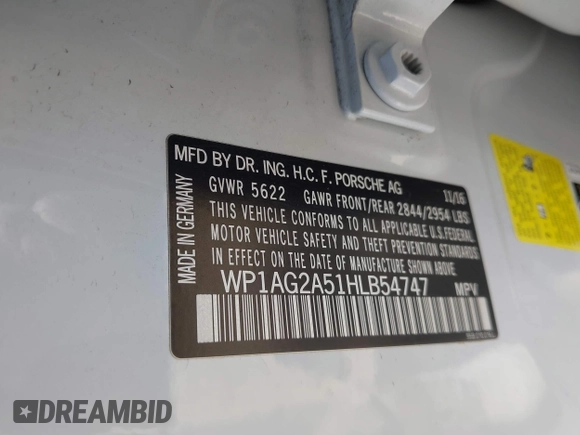 MFD BY DR. ING. H.C. F. PORSCHE AG 11/16
GVWR 5622 GAWR FRONT/REAR 2844/2954 LBS
THIS VEHICLE CONFORMS TO ALL APPLICABLE U.S. FEDERAL
MOTOR VEHICLE SAFETY AND THEFT PREVENTION STANDARDS
IN EFFECT ON THE DATE OF MANUFACTURE SHOWN ABOVE
WP1AG2A51HLB54747 MPV
MADE IN GERMANY
DREAMBID